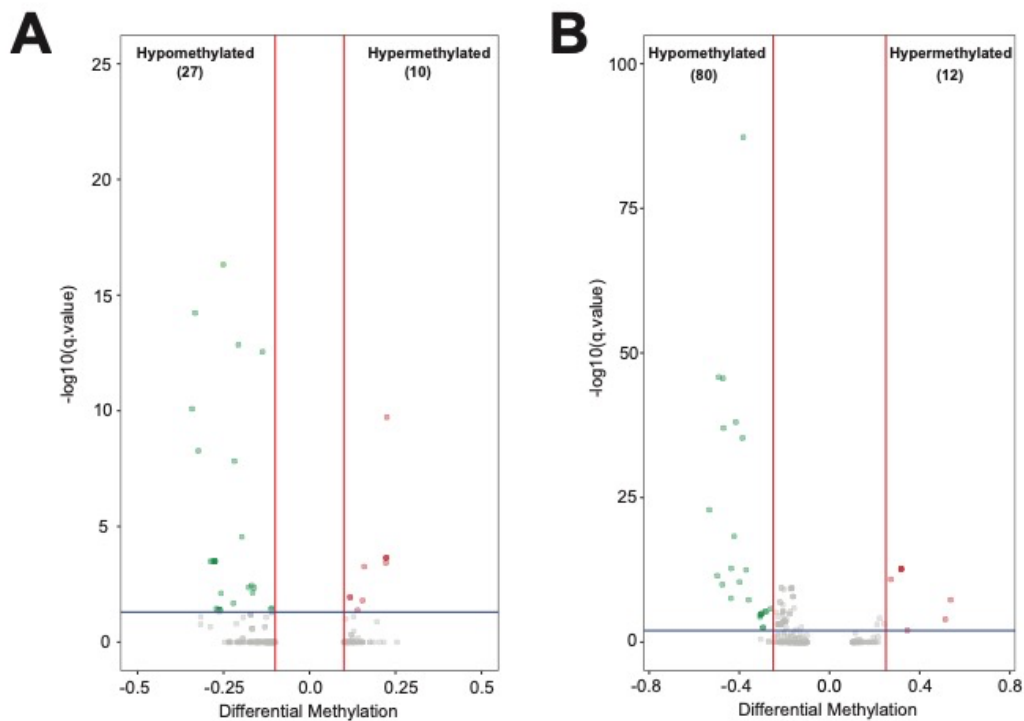 A
Hypomethylated
(27)
Hypermethylated
(10)
25
20
15
10
5
0
-log10(q.value)
-0.5
-0.25
0.0
0.25
0.5
Differential Methylation
B
Hypomethylated
(80)
Hypermethylated
(12)
100
75
50
25
0
-log10(q.value)
-0.8
-0.4
0.0
0.4
0.8
Differential Methylation